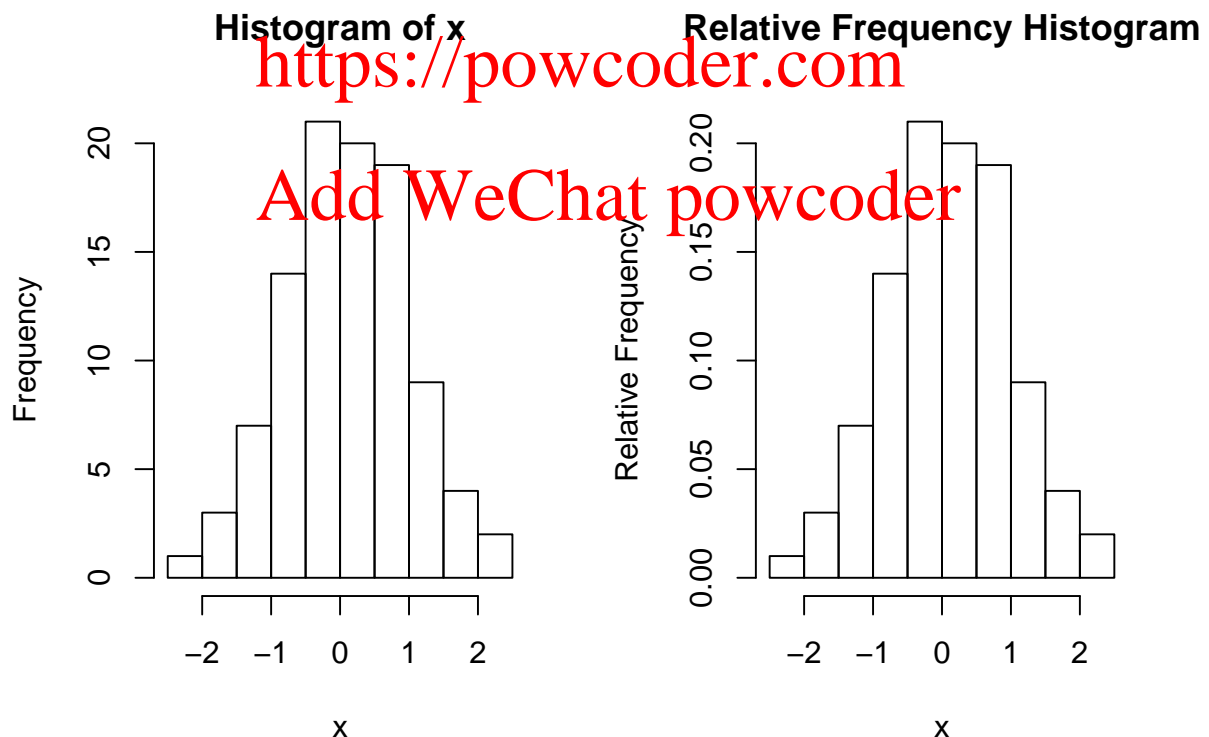 Histogram of x
Relative Frequency Histogram
https://powcoder.com
Add WeChat powcoder
Frequency
0 5 10 15 20
−2 −1 0 1 2
x
Relative Frequency
0.00 0.05 0.10 0.15 0.20
−2 −1 0 1 2
x